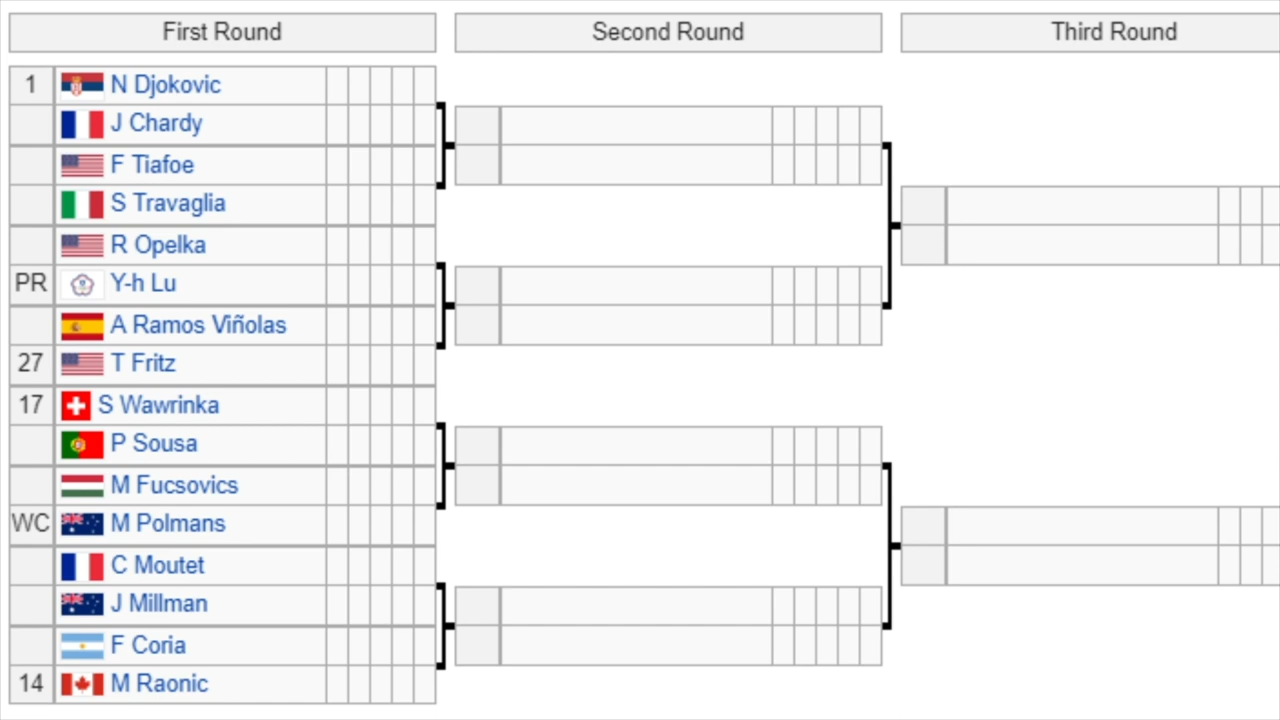 First Round
Second Round
Third Round
1 N Djokovic
J Chardy
F Tiafoe
S Travaglia
R Opelka
PR Y-h Lu
A Ramos Viñolas
27 T Fritz
17 S Wawrinka
P Sousa
M Fucsovics
WC M Polmans
C Moutet
J Millman
F Coria
14 M Raonic